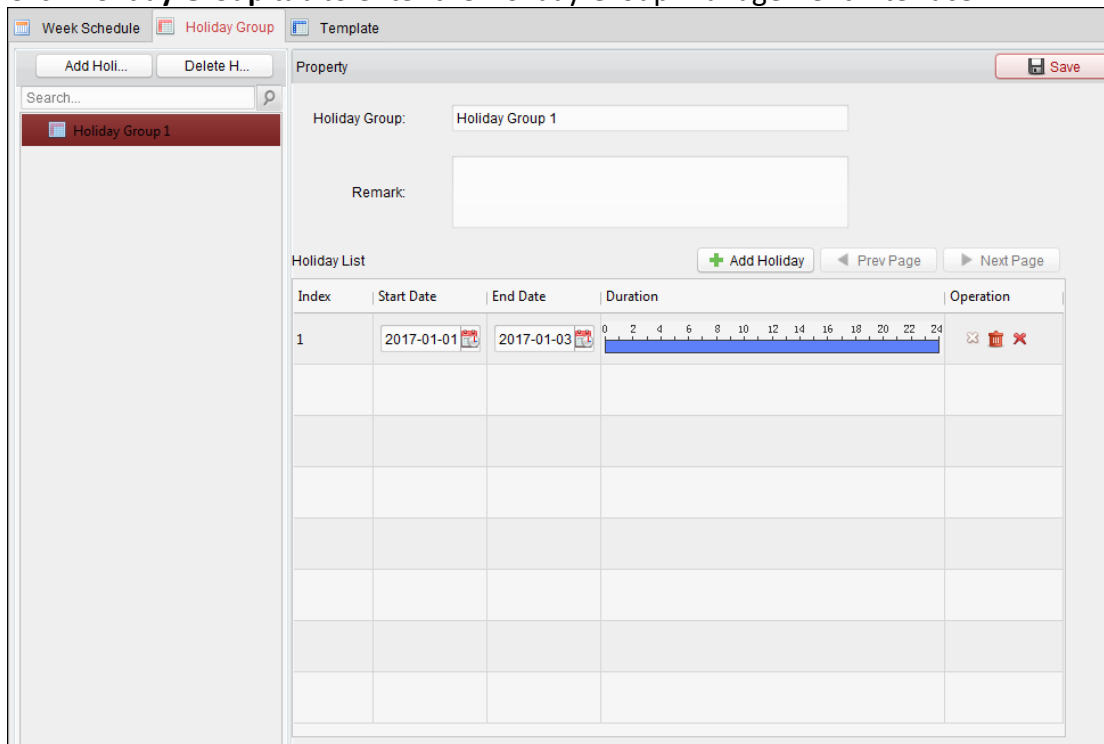 Week Schedule Holiday Group Template
Add Holi... Delete H...
Search...
Holiday Group 1
Property Save
Holiday Group: Holiday Group 1
Remark:
Holiday List Add Holiday Prev Page Next Page
Index Start Date End Date Duration Operation
0 2 4 6 8 10 12 14 16 18 20 22 24
1 2017-01-01 2017-01-03